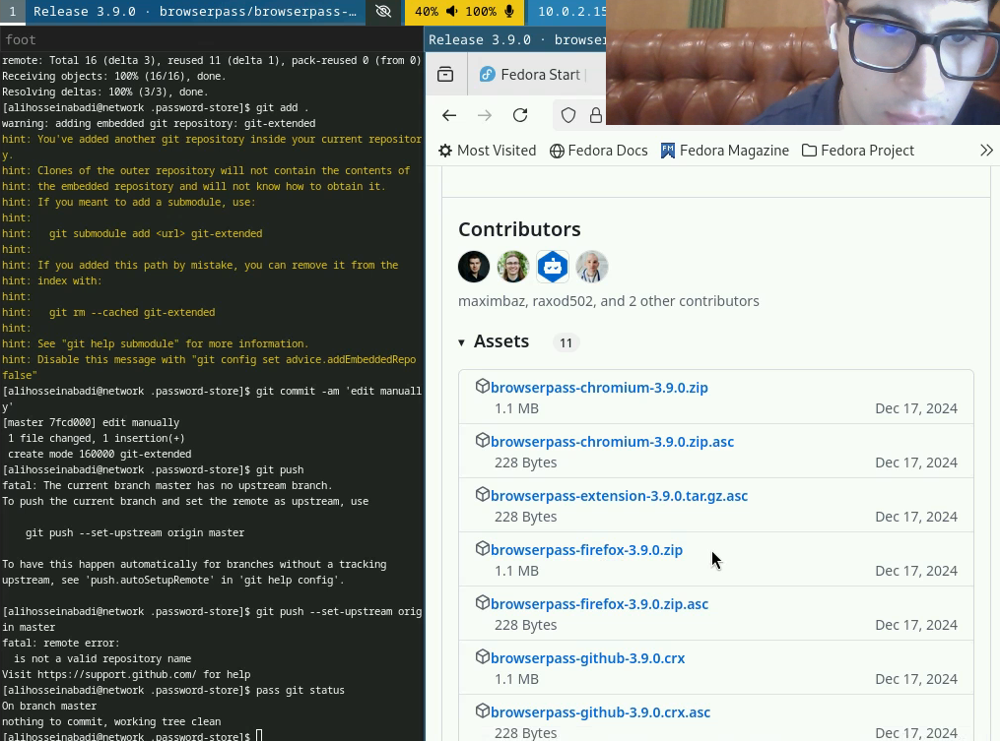 1 Release 3.9.0 · browserpass/browserpass-… 40% 100% 10.0.2.15
foot
remote: Total 16 (delta 3), reused 11 (delta 1), pack-reused 0 (from 0)
Receiving objects: 100% (16/16), done.
Resolving deltas: 100% (3/3), done.
[alihosseinabadi@network .password-store]$ git add .
warning: adding embedded git repository: git-extended
hint: You've added another git repository inside your current repositor
y.
hint: Clones of the outer repository will not contain the contents of
hint: the embedded repository and will not know how to obtain it.
hint: If you meant to add a submodule, use:
hint:
hint:   git submodule add <url> git-extended
hint:
hint: If you added this path by mistake, you can remove it from the
hint: index with:
hint:
hint:   git rm --cached git-extended
hint:
hint: See "git help submodule" for more information.
hint: Disable this message with "git config set advice.addEmbeddedRepo
false"
[alihosseinabadi@network .password-store]$ git commit -am 'edit manuall
y'
[master 7fcd000] edit manually
 1 file changed, 1 insertion(+)
 create mode 160000 git-extended
[alihosseinabadi@network .password-store]$ git push
fatal: The current branch master has no upstream branch.
To push the current branch and set the remote as upstream, use
    git push --set-upstream origin master
To have this happen automatically for branches without a tracking
upstream, see 'push.autoSetupRemote' in 'git help config'.
[alihosseinabadi@network .password-store]$ git push --set-upstream orig
in master
fatal: remote error:
  is not a valid repository name
Visit https://support.github.com/ for help
[alihosseinabadi@network .password-store]$ pass git status
On branch master
nothing to commit, working tree clean
[alihosseinabadi@network .password-store]$
Release 3.9.0 · browser
Fedora Start
Most Visited Fedora Docs Fedora Magazine Fedora Project
Contributors
maximbaz, raxod502, and 2 other contributors
Assets 11
browserpass-chromium-3.9.0.zip
1.1 MB Dec 17, 2024
browserpass-chromium-3.9.0.zip.asc
228 Bytes Dec 17, 2024
browserpass-extension-3.9.0.tar.gz.asc
228 Bytes Dec 17, 2024
browserpass-firefox-3.9.0.zip
1.1 MB Dec 17, 2024
browserpass-firefox-3.9.0.zip.asc
228 Bytes Dec 17, 2024
browserpass-github-3.9.0.crx
1.1 MB Dec 17, 2024
browserpass-github-3.9.0.crx.asc
228 Bytes Dec 17, 2024